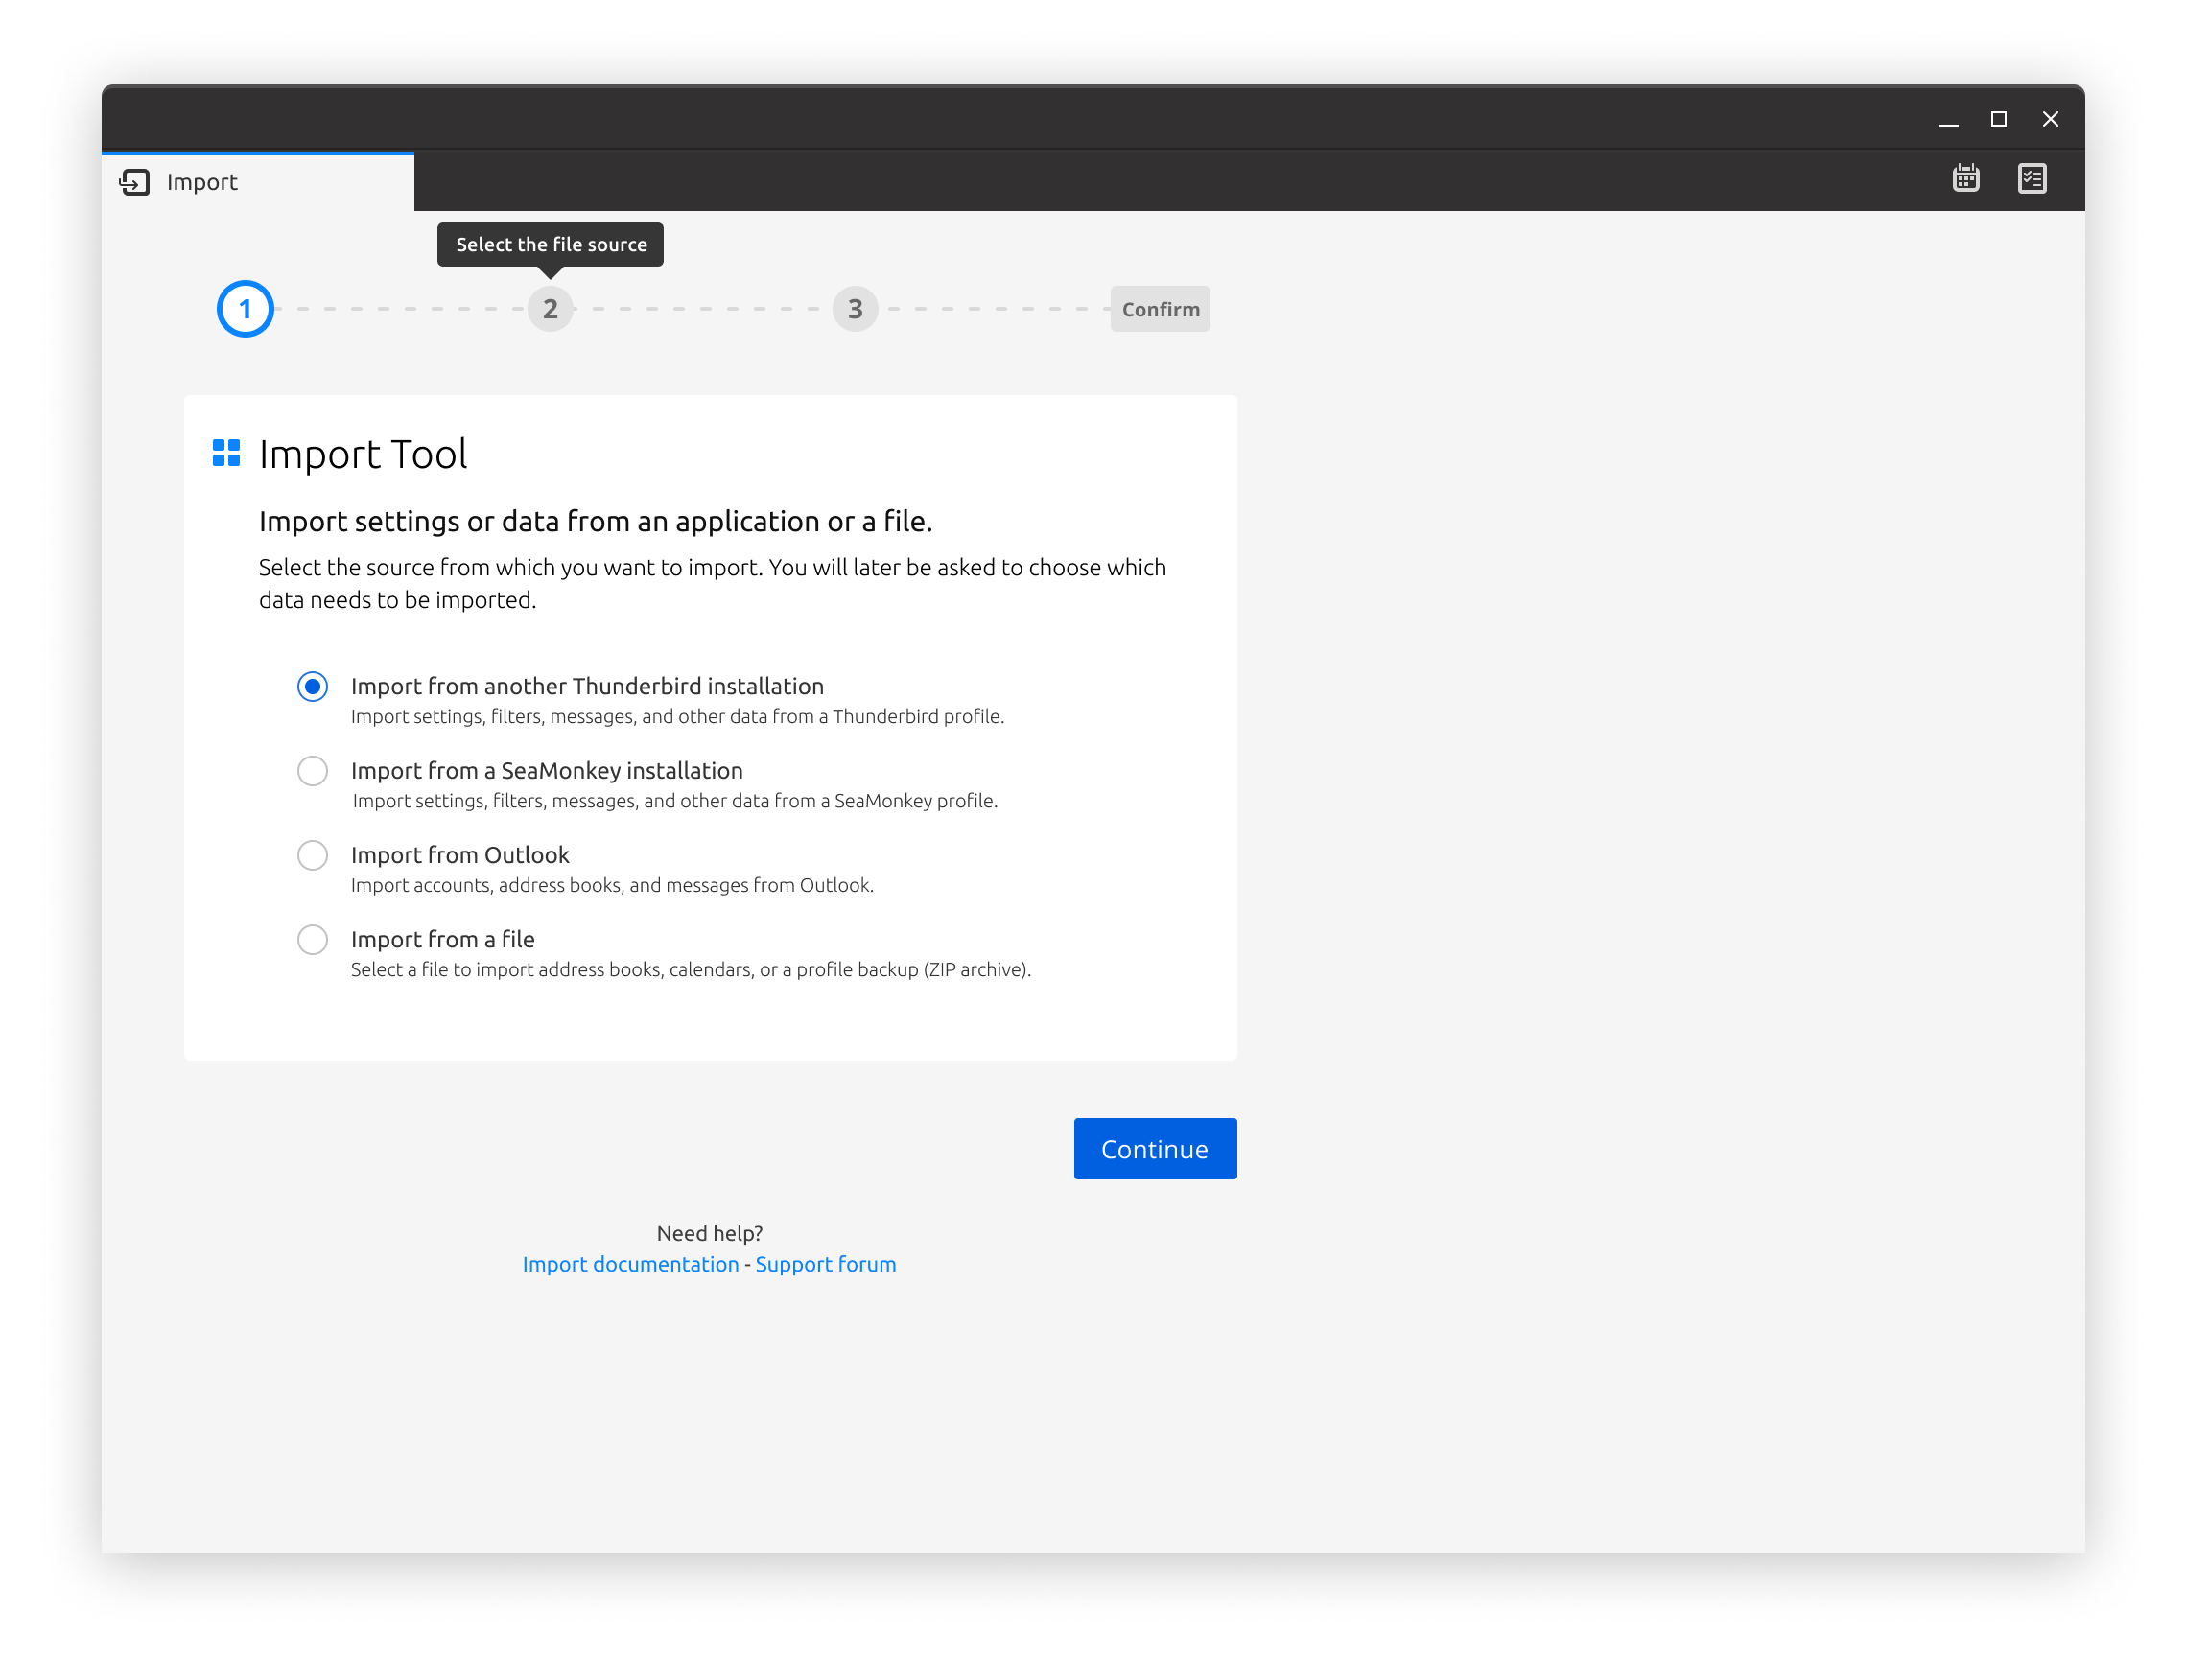 Import
Select the file source
1
2
3
Confirm
Import Tool
Import settings or data from an application or a file.
Select the source from which you want to import. You will later be asked to choose which
data needs to be imported.
Import from another Thunderbird installation
Import settings, filters, messages, and other data from a Thunderbird profile.
Import from a SeaMonkey installation
Import settings, filters, messages, and other data from a SeaMonkey profile.
Import from Outlook
Import accounts, address books, and messages from Outlook.
Import from a file
Select a file to import address books, calendars, or a profile backup (ZIP archive).
Continue
Need help?
Import documentation - Support forum